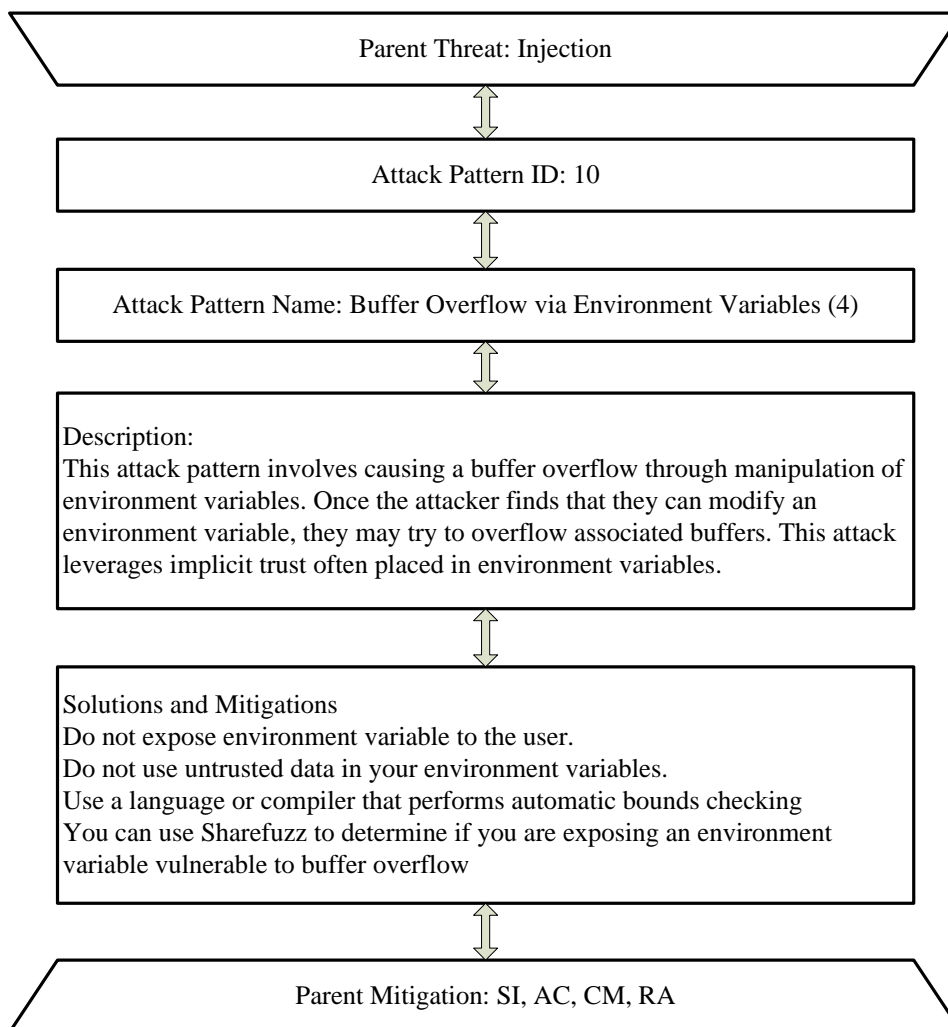 Parent Threat: Injection
Attack Pattern ID: 10
Attack Pattern Name: Buffer Overflow via Environment Variables (4)
Description:
This attack pattern involves causing a buffer overflow through manipulation of
environment variables. Once the attacker finds that they can modify an
environment variable, they may try to overflow associated buffers. This attack
leverages implicit trust often placed in environment variables.
Solutions and Mitigations
Do not expose environment variable to the user.
Do not use untrusted data in your environment variables.
Use a language or compiler that performs automatic bounds checking
You can use Sharefuzz to determine if you are exposing an environment
variable vulnerable to buffer overflow
Parent Mitigation: SI, AC, CM, RA